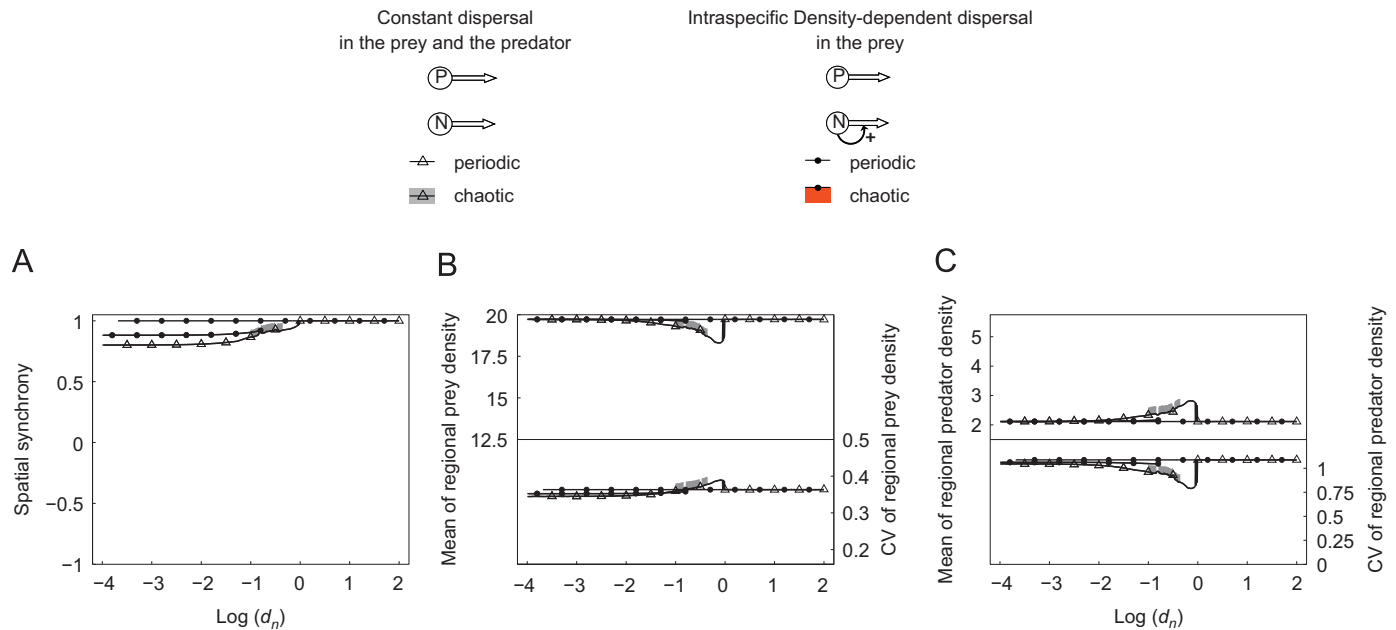 Constant dispersal
in the prey and the predator
P
N
periodic
chaotic
Intraspecific Density-dependent dispersal
in the prey
P
N
+
periodic
chaotic
A
Spatial synchrony
1
0.5
0
−0.5
−1
−4 −3 −2 −1 0 1 2
Log (dn)
B
Mean of regional prey density
20
17.5
15
12.5
0.5
0.4
0.3
0.2
CV of regional prey density
−4 −3 −2 −1 0 1 2
C
Mean of regional predator density
5
4
3
2
1
0.75
0.5
0.25
0
CV of regional predator density
−4 −3 −2 −1 0 1 2
Log (dn)